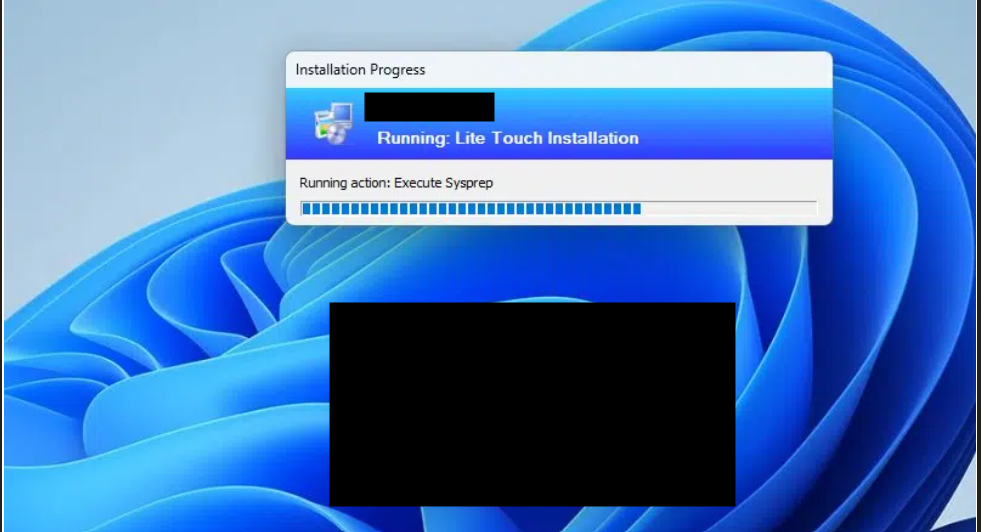 Installation Progress
Running: Lite Touch Installation
Running action: Execute Sysprep